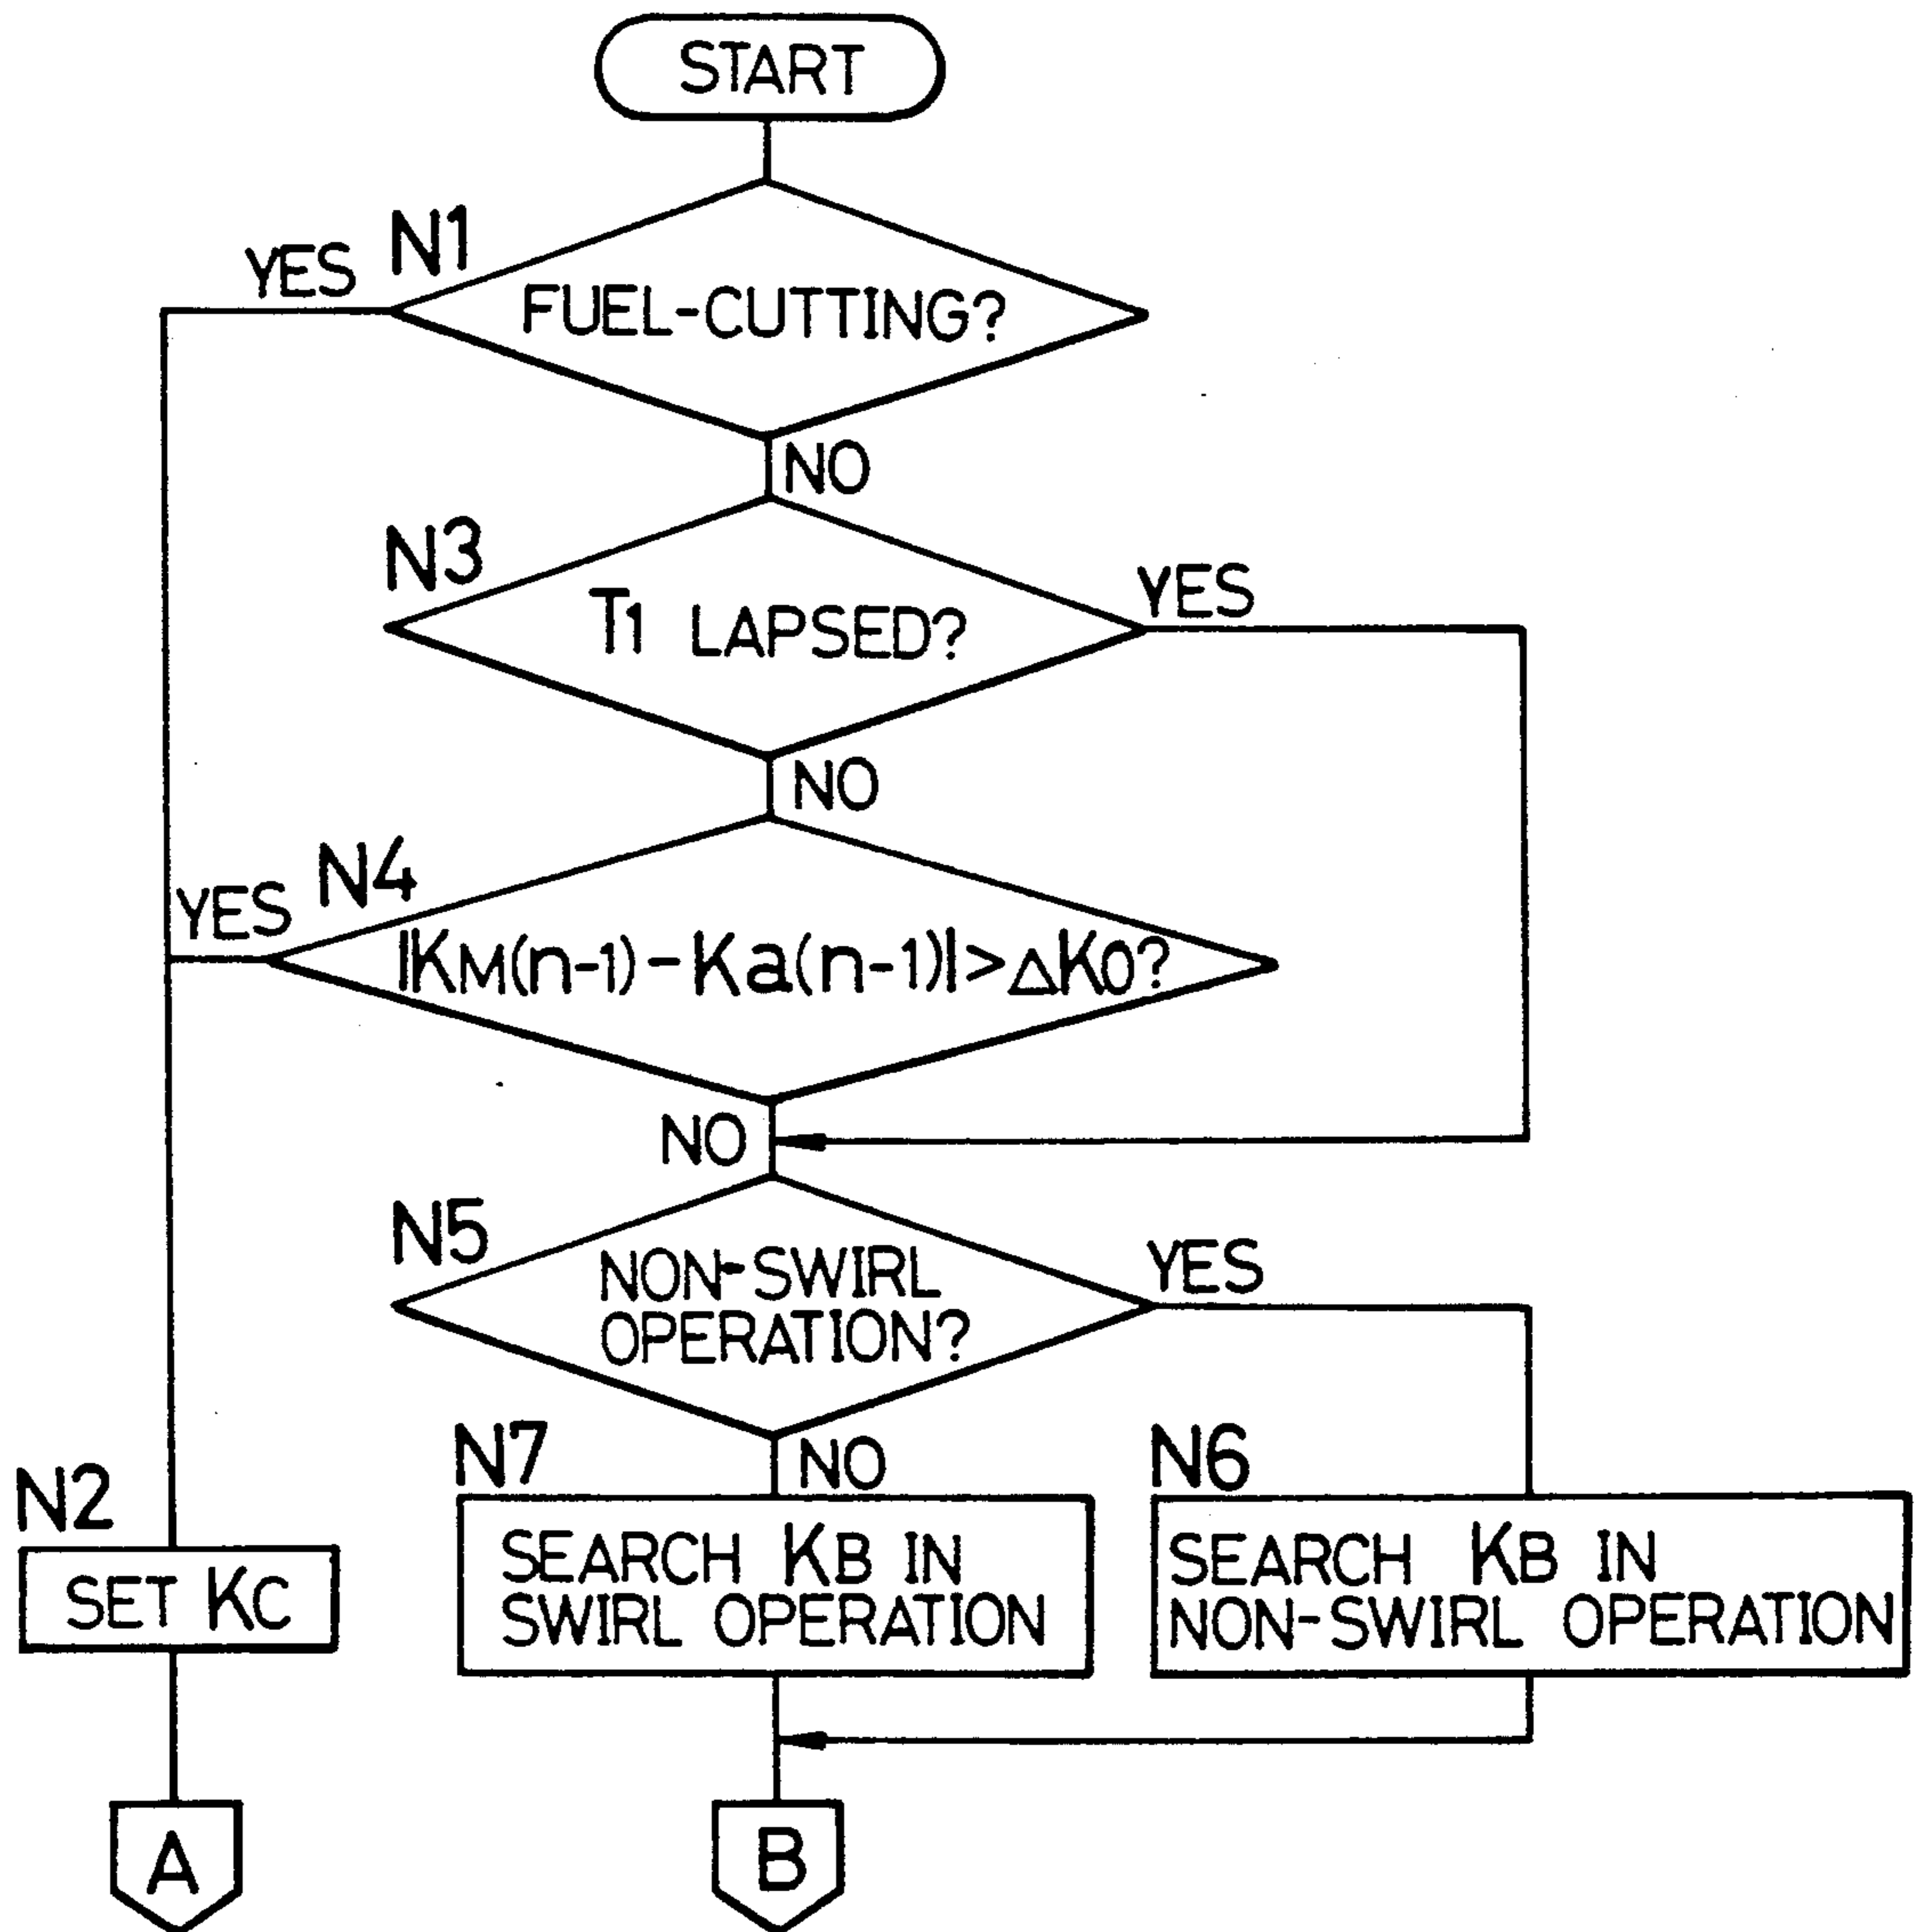 START
N1
YES
FUEL-CUTTING?
NO
N3
YES
T1 LAPSED?
NO
N4
YES
|KM(n-1)-Ka(n-1)|>△K0?
NO
N5
YES
NON-SWIRL
OPERATION?
NO
N7
N6
N2
SEARCH KB IN
SWIRL OPERATION
SEARCH KB IN
NON-SWIRL OPERATION
SET KC
A
B